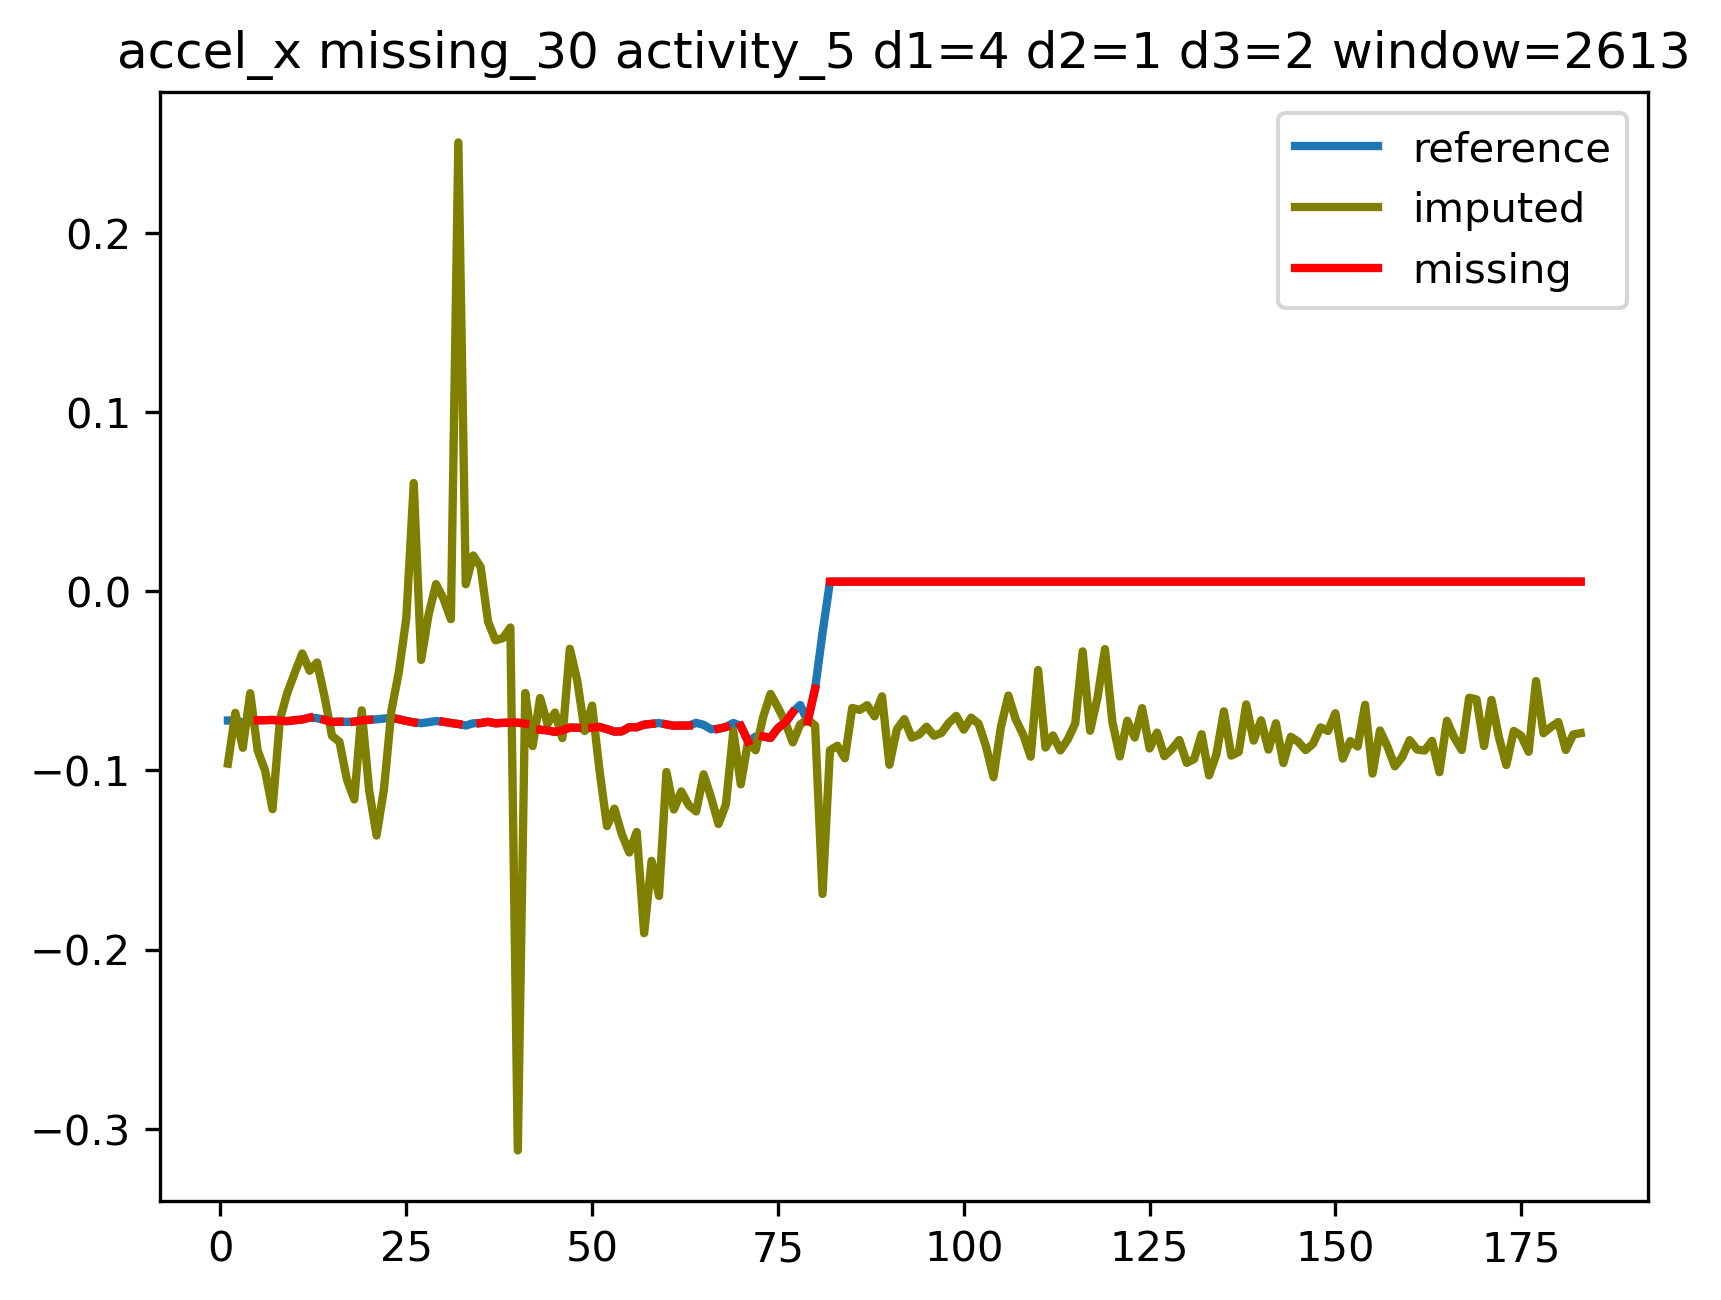 accel_x missing_30 activity_5 d1=4 d2=1 d3=2 window=2613
reference
imputed
missing
0.2
0.1
0.0
−0.1
−0.2
−0.3
0 25 50 75 100 125 150 175